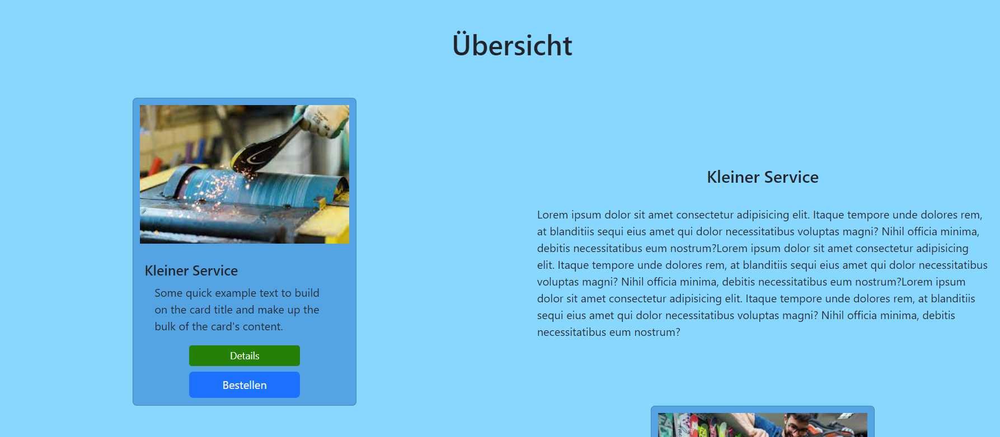 Übersicht
Kleiner Service
Some quick example text to build
on the card title and make up the
bulk of the card's content.
Details
Bestellen
Kleiner Service
Lorem ipsum dolor sit amet consectetur adipisicing elit. Itaque tempore unde dolores rem,
at blanditiis sequi eius amet qui dolor necessitatibus voluptas magni? Nihil officia minima,
debitis necessitatibus eum nostrum?Lorem ipsum dolor sit amet consectetur adipisicing
elit. Itaque tempore unde dolores rem, at blanditiis sequi eius amet qui dolor necessitatibus
voluptas magni? Nihil officia minima, debitis necessitatibus eum nostrum?Lorem ipsum
dolor sit amet consectetur adipisicing elit. Itaque tempore unde dolores rem, at blanditiis
sequi eius amet qui dolor necessitatibus voluptas magni? Nihil officia minima, debitis
necessitatibus eum nostrum?